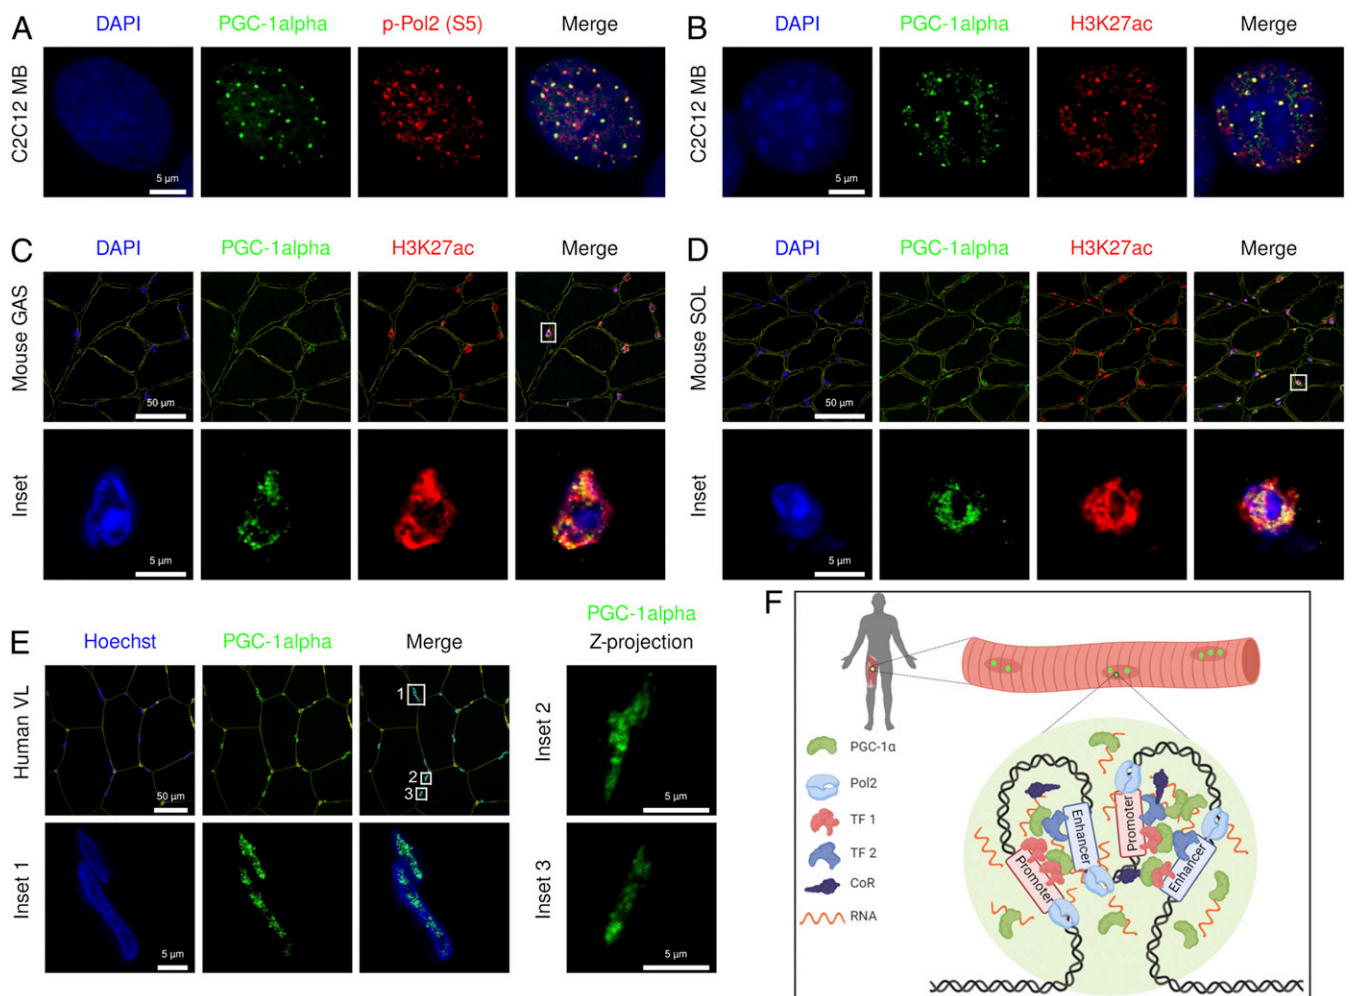 A
DAPI PGC-1alpha p-Pol2 (S5) Merge
C2C12 MB
5 µm
B
DAPI PGC-1alpha H3K27ac Merge
C2C12 MB
5 µm
C
DAPI PGC-1alpha H3K27ac Merge
Mouse GAS
50 µm
Inset
5 µm
D
DAPI PGC-1alpha H3K27ac Merge
Mouse SOL
50 µm
Inset
5 µm
E
Hoechst PGC-1alpha Merge
PGC-1alpha
Z-projection
Human VL
50 µm
1
2
3
Inset 2
5 µm
Inset 1
5 µm
Inset 3
5 µm
F
PGC-1α
Pol2
TF 1
TF 2
CoR
RNA
Promoter
Enhancer
Promoter
Enhancer